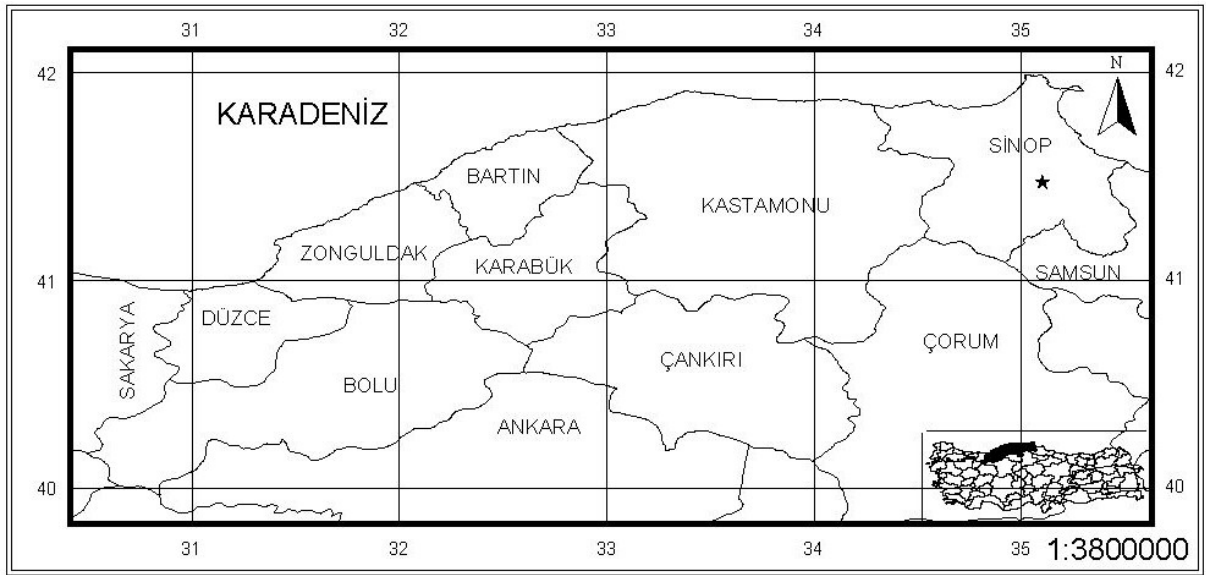 31 32 33 34 35
42 42
N
KARADENİZ
SİNOP
BARTIN
KASTAMONU
ZONGULDAK
KARABÜK
SAMSUN
41 41
SAKARYA
DÜZCE
ÇORUM
ÇANKIRI
BOLU
ANKARA
40 40
31 32 33 34 35
1:3800000